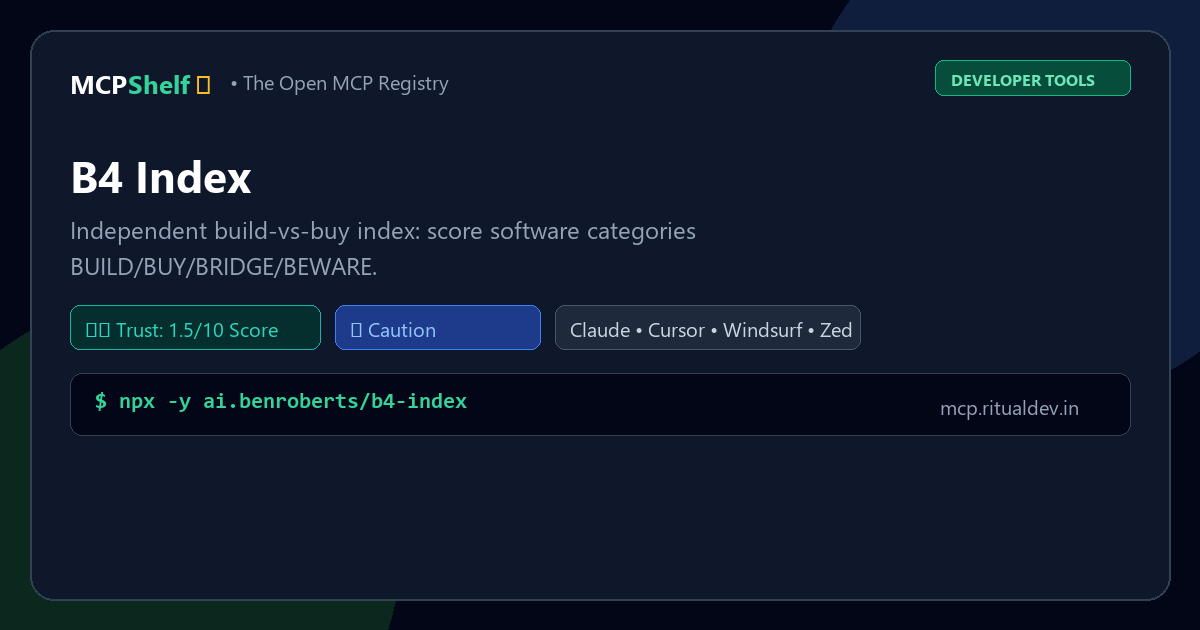 MCPShelf • The Open MCP Registry
DEVELOPER TOOLS
B4 Index
Independent build-vs-buy index: score software categories
BUILD/BUY/BRIDGE/BEWARE.
Trust: 1.5/10 Score
Caution
Claude • Cursor • Windsurf • Zed
$ npx -y ai.benroberts/b4-index
mcp.ritualdev.in